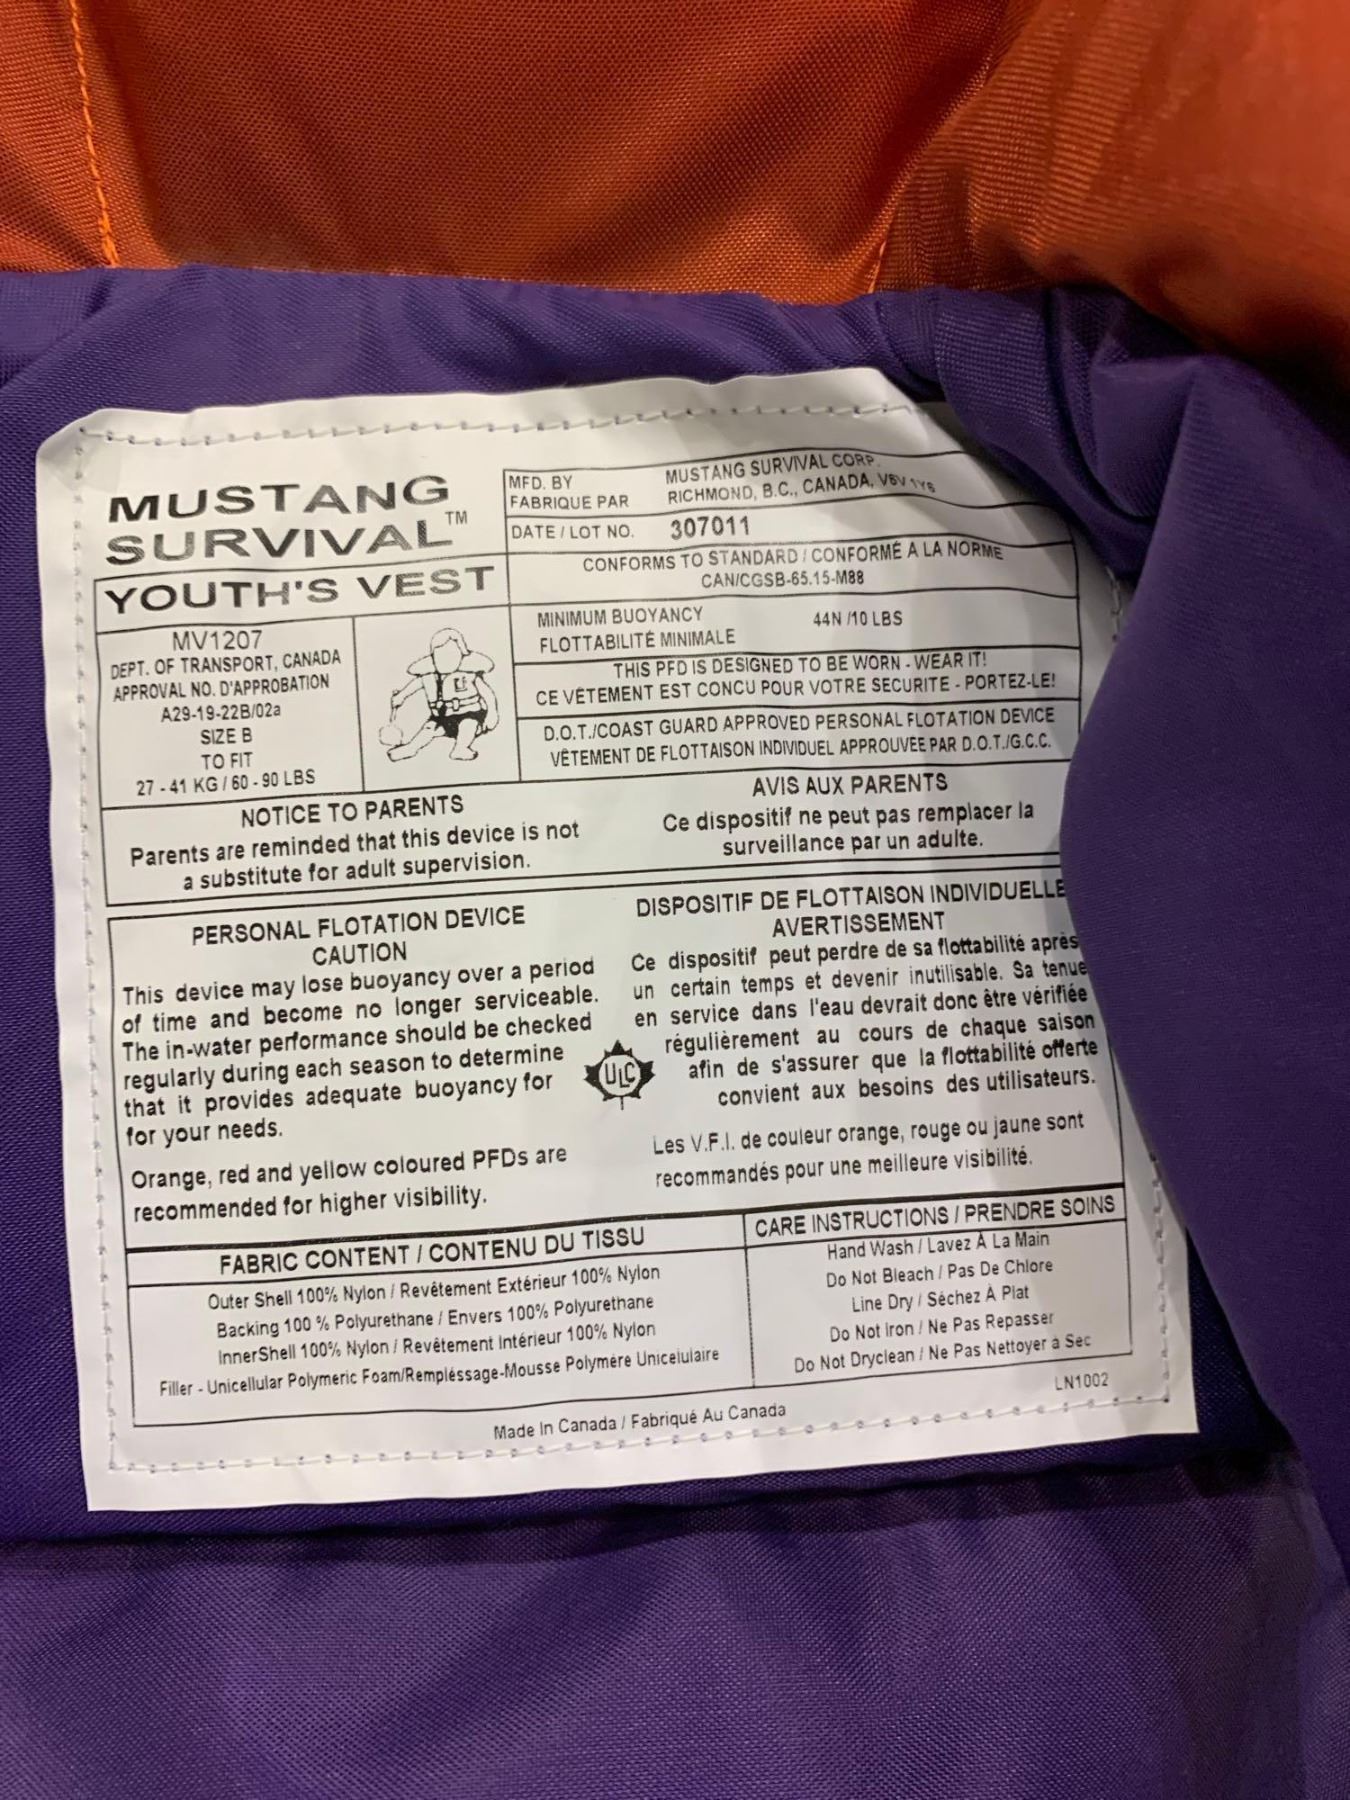 MUSTANG
SURVIVAL™
YOUTH'S VEST
MV1207
DEPT. OF TRANSPORT, CANADA
APPROVAL NO. D'APPROBATION
A29-19-22B/02a
SIZE B
TO FIT
27 - 41 KG / 60 - 90 LBS
MFD. BY
FABRIQUE PAR
MUSTANG SURVIVAL CORP.
RICHMOND, B.C., CANADA, V6V 1Y6
DATE / LOT NO. 307011
CONFORMS TO STANDARD / CONFORMÉ A LA NORME
CAN/CGSB-65.15-M88
MINIMUM BUOYANCY 44N /10 LBS
FLOTTABILITÉ MINIMALE
THIS PFD IS DESIGNED TO BE WORN - WEAR IT!
CE VÊTEMENT EST CONCU POUR VOTRE SECURITE - PORTEZ-LE!
D.O.T./COAST GUARD APPROVED PERSONAL FLOTATION DEVICE
VÊTEMENT DE FLOTTAISON INDIVIDUEL APPROUVÉE PAR D.O.T./G.C.C.
NOTICE TO PARENTS
Parents are reminded that this device is not
a substitute for adult supervision.
AVIS AUX PARENTS
Ce dispositif ne peut pas remplacer la
surveillance par un adulte.
PERSONAL FLOTATION DEVICE
CAUTION
This device may lose buoyancy over a period
of time and become no longer serviceable.
The in-water performance should be checked
regularly during each season to determine
that it provides adequate buoyancy for
for your needs.
Orange, red and yellow coloured PFDs are
recommended for higher visibility.
ULC
DISPOSITIF DE FLOTTAISON INDIVIDUELLE
AVERTISSEMENT
Ce dispositif peut perdre de sa flottabilité après
un certain temps et devenir inutilisable. Sa tenue
en service dans l'eau devrait donc être vérifiée
régulièrement au cours de chaque saison
afin de s'assurer que la flottabilité offerte
convient aux besoins des utilisateurs.
Les V.F.I. de couleur orange, rouge ou jaune sont
recommandés pour une meilleure visibilité.
FABRIC CONTENT / CONTENU DU TISSU
Outer Shell 100% Nylon / Revêtement Extérieur 100% Nylon
Backing 100 % Polyurethane / Envers 100% Polyurethane
InnerShell 100% Nylon / Revêtement Intérieur 100% Nylon
Filler - Unicellular Polymeric Foam/Rempléssage-Mousse Polymére Uniceiulaire
CARE INSTRUCTIONS / PRENDRE SOINS
Hand Wash / Lavez À La Main
Do Not Bleach / Pas De Chlore
Line Dry / Séchez À Plat
Do Not Iron / Ne Pas Repasser
Do Not Dryclean / Ne Pas Nettoyer à Sec
Made In Canada / Fabriqué Au Canada
LN1002